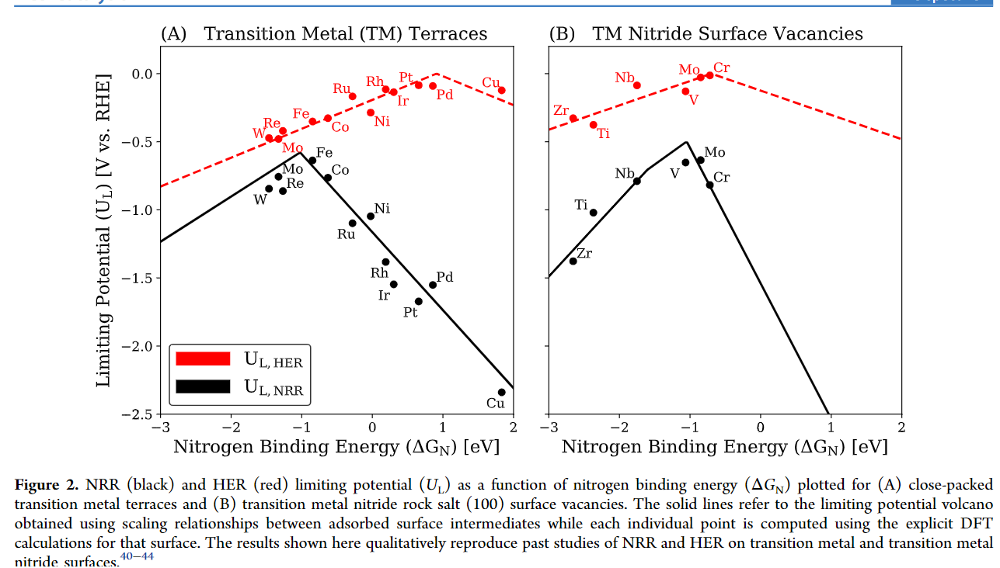 (A) Transition Metal (TM) Terraces
(B) TM Nitride Surface Vacancies
Limiting Potential (UL) [V vs. RHE]
0.0
−0.5
−1.0
−1.5
−2.0
−2.5
W
Re
Mo
Fe
Co
Ru
Ni
Rh
Ir
Pt
Pd
Cu
Mo
Re
W
Fe
Co
Ru
Ni
Rh
Ir
Pt
Pd
Cu
UL, HER
UL, NRR
−3 −2 −1 0 1 2
Nitrogen Binding Energy (ΔGN) [eV]
Zr
Ti
Nb
V
Mo
Cr
Zr
Ti
Nb
V
Mo
Cr
−3 −2 −1 0 1 2
Nitrogen Binding Energy (ΔGN) [eV]
Figure 2. NRR (black) and HER (red) limiting potential (UL) as a function of nitrogen binding energy (ΔGN) plotted for (A) close-packed
transition metal terraces and (B) transition metal nitride rock salt (100) surface vacancies. The solid lines refer to the limiting potential volcano
obtained using scaling relationships between adsorbed surface intermediates while each individual point is computed using the explicit DFT
calculations for that surface. The results shown here qualitatively reproduce past studies of NRR and HER on transition metal and transition metal
nitride surfaces.40−44